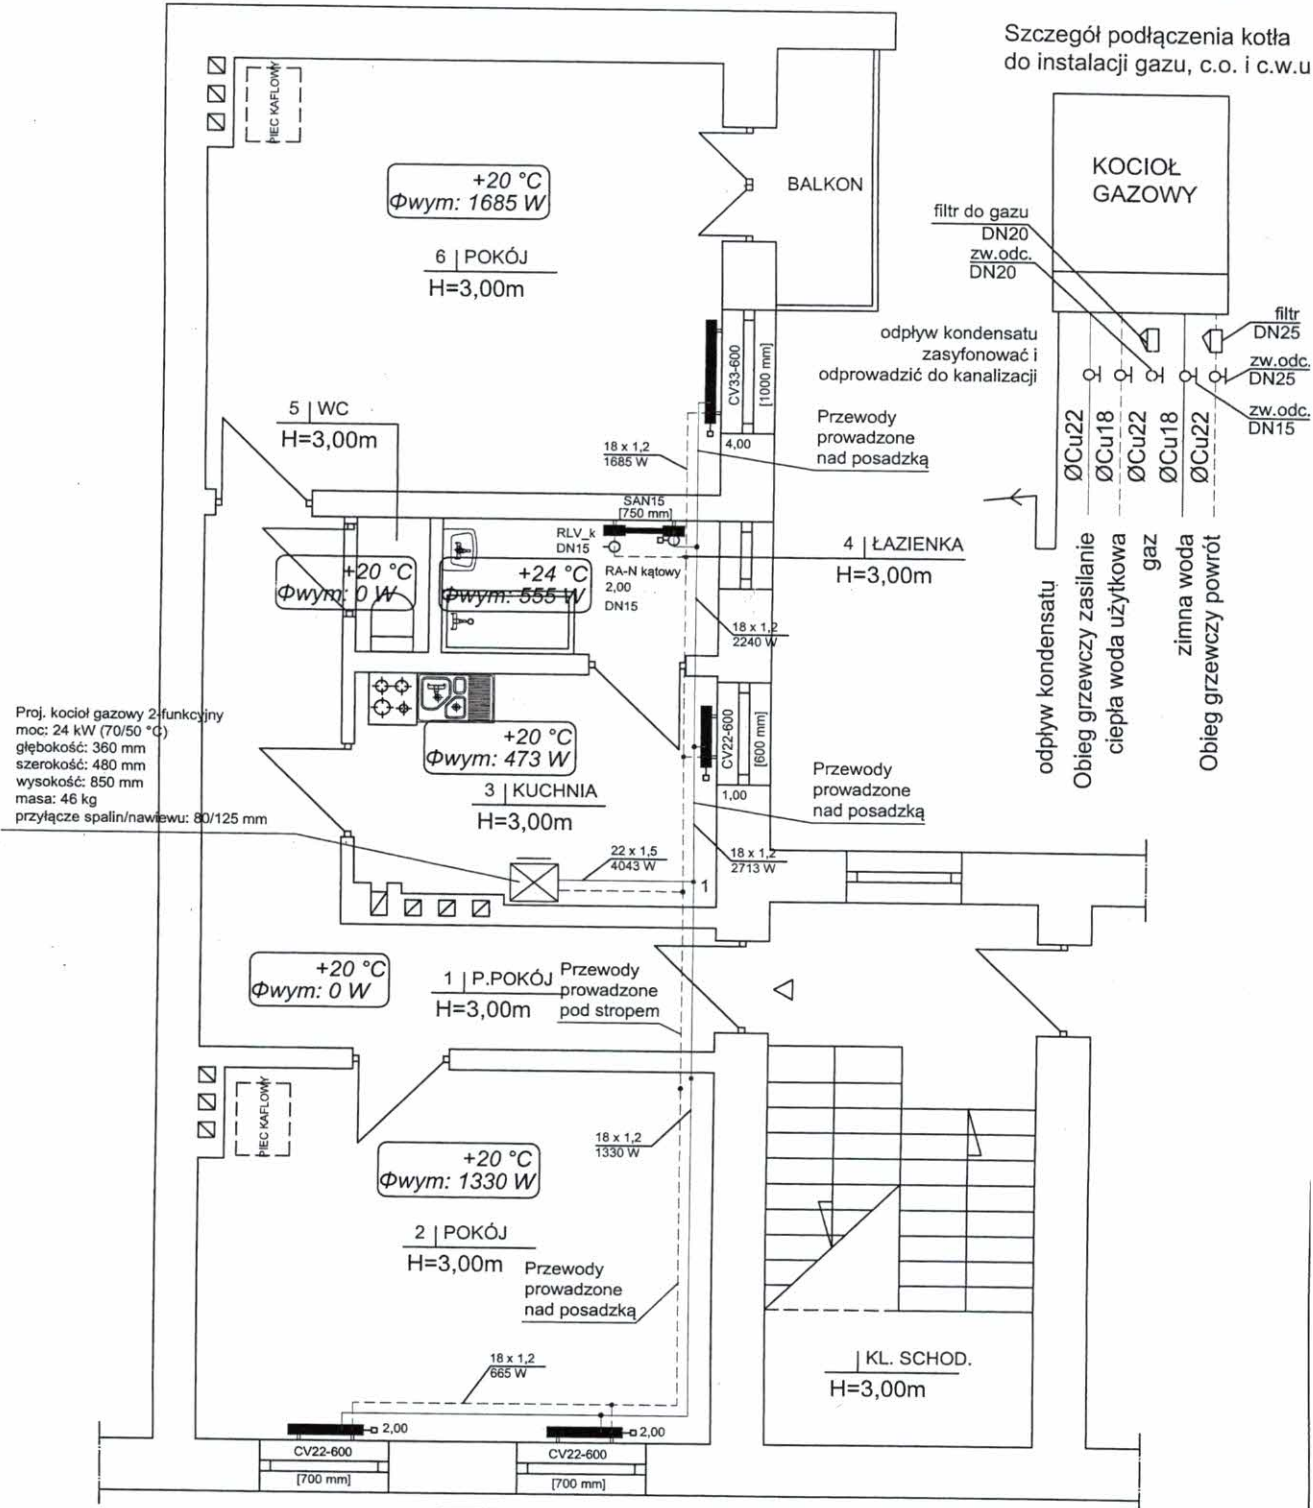 Szczegół podłączenia kotła
do instalacji gazu, c.o. i c.w.u
KOCIOŁ
GAZOWY
filtr do gazu
DN20
zw.odc.
DN20
filtr
DN25
zw.odc.
DN25
zw.odc.
DN15
odpływ kondensatu
zasyfonować i
odprowadzić do kanalizacji
ØCu22
ØCu18
ØCu22
ØCu18
ØCu22
odpływ kondensatu
Obieg grzewczy zasilanie
ciepła woda użytkowa
gaz
zimna woda
Obieg grzewczy powrót
PIEC KAFLOWY
+20 °C
Φwym: 1685 W
6 | POKÓJ
H=3,00m
BALKON
CV33-600
[1000 mm]
4,00
Przewody
prowadzone
nad posadzką
18 x 1,2
1685 W
5 | WC
H=3,00m
SAN15
[750 mm]
RLV_k
DN15
RA-N kątowy
2,00
DN15
4 | ŁAZIENKA
H=3,00m
+20 °C
Φwym: 0 W
+24 °C
Φwym: 555 W
18 x 1,2
2240 W
Proj. kocioł gazowy 2-funkcyjny
moc: 24 kW (70/50 °C)
głębokość: 360 mm
szerokość: 480 mm
wysokość: 850 mm
masa: 46 kg
przyłącze spalin/nawiewu: 80/125 mm
+20 °C
Φwym: 473 W
3 | KUCHNIA
H=3,00m
CV22-600
[600 mm]
1,00
Przewody
prowadzone
nad posadzką
22 x 1,5
4043 W
18 x 1,2
2713 W
1
+20 °C
Φwym: 0 W
1 | P.POKÓJ
H=3,00m
Przewody
prowadzone
pod stropem
PIEC KAFLOWY
18 x 1,2
1330 W
+20 °C
Φwym: 1330 W
2 | POKÓJ
H=3,00m
Przewody
prowadzone
nad posadzką
18 x 1,2
665 W
| KL. SCHOD.
H=3,00m
2,00
2,00
CV22-600
[700 mm]
CV22-600
[700 mm]